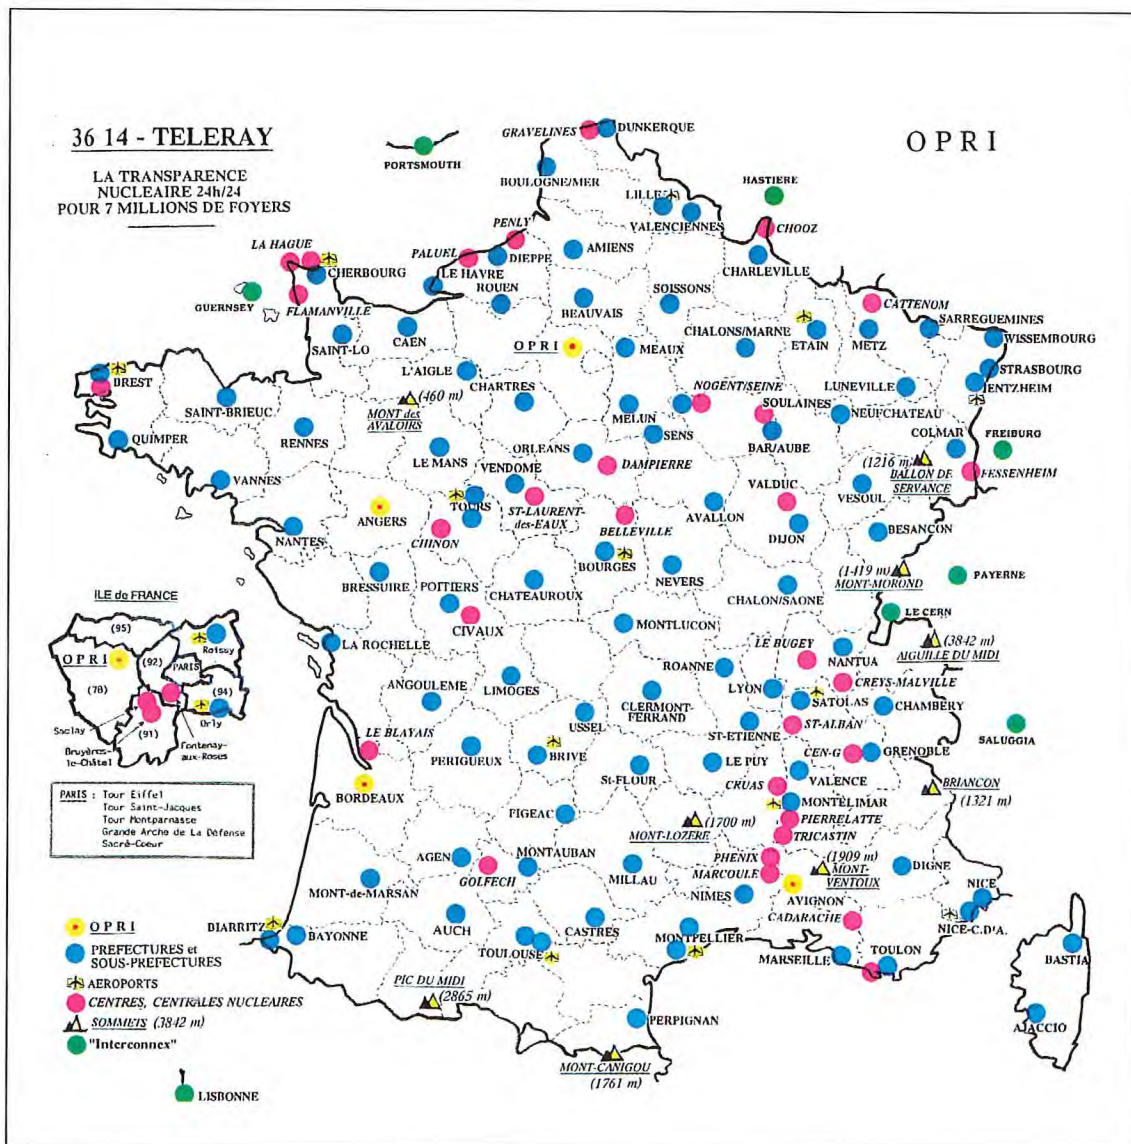 36 14 - TELERAY
LA TRANSPARENCE
NUCLEAIRE 24h/24
POUR 7 MILLIONS DE FOYERS
OPRI
PORTSMOUTH
GRAVELINES
DUNKERQUE
BOULOGNE/MER
LILLE
VALENCIENNES
HASTIERE
CHOOZ
CHARLEVILLE
PENLY
PALUEL
DIEPPE
AMIENS
LA HAGUE
CHERBOURG
LE HAVRE
ROUEN
GUERNSEY
FLAMANVILLE
BEAUVAIS
SOISSONS
CATTENOM
SAINT-LO
CAEN
CHALONS/MARNE
ETAIN
METZ
SARREGUEMINES
WISSEMBOURG
OPRI
MEAUX
L'AIGLE
CHARTRES
BREST
STRASBOURG
ENTZHEIM
SAINT-BRIEUC
(460 m)
MONT des
AVALOIRS
NOGENT/SEINE
SOULAINES
LUNEVILLE
NEUFCHATEAU
MELUN
SENS
BAR/AUBE
COLMAR
FREIBURG
QUIMPER
RENNES
LE MANS
ORLEANS
DAMPIERRE
(1216 m)
BALLON DE
SERVANCE
FESSENHEIM
VANNES
VENDOME
VALDUC
VESOUL
ANGERS
TOURS
ST-LAURENT-
des-EAUX
BELLEVILLE
AVALLON
DIJON
BESANCON
NANTES
CHINON
BOURGES
NEVERS
(1419 m)
MONT-MOROND
PAYERNE
BRESSUIRE
POITIERS
CHATEAUROUX
CHALON/SAONE
CIVAUX
MONTLUCON
LE CERN
LA ROCHELLE
LE BUGEY
NANTUA
(3842 m)
AIGUILLE DU MIDI
ROANNE
CREYS-MALVILLE
ANGOULEME
LIMOGES
CLERMONT-
FERRAND
LYON
SATOLAS
CHAMBERY
USSEL
ST-ETIENNE
ST-ALBAN
SALUGGIA
LE BLAYAIS
PERIGUEUX
BRIVE
St-FLOUR
LE PUY
CEN-G
GRENOBLE
VALENCE
BORDEAUX
CRUAS
BRIANCON
(1321 m)
FIGEAC
(1700 m)
MONT-LOZERE
MONTELIMAR
PIERRELATTE
TRICASTIN
AGEN
GOLFECH
MONTAUBAN
MILLAU
PHENIX
MARCOULE
(1909 m)
MONT-
VENTOUX
DIGNE
MONT-de-MARSAN
NIMES
AVIGNON
NICE
NICE-C.D'A.
BIARRITZ
BAYONNE
AUCH
CASTRES
MONTPELLIER
CADARACHE
TOULOUSE
MARSEILLE
TOULON
BASTIA
PIC DU MIDI
(2865 m)
PERPIGNAN
AJACCIO
MONT-CANIGOU
(1761 m)
ILE de FRANCE
(95)
Roissy
OPRI
(92)
PARIS
(78)
(94)
Saclay
Orly
(91)
Bruyères-
le-Châtel
Fontenay-
aux-Roses
PARIS : Tour Eiffel
Tour Saint-Jacques
Tour Montparnasse
Grande Arche de La Défense
Sacré-Coeur
OPRI
PREFECTURES et
SOUS-PREFECTURES
AEROPORTS
CENTRES, CENTRALES NUCLEAIRES
SOMMETS (3842 m)
"Interconnex"
LISBONNE